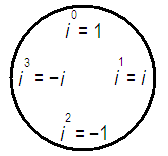 i⁰ = 1
i³ = −i
i¹ = i
i² = −1